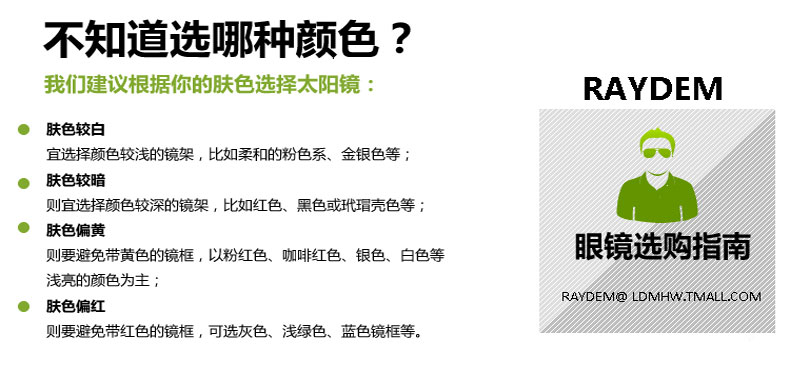 不知道选哪种颜色？
我们建议根据你的肤色选择太阳镜：
肤色较白
宜选择颜色较浅的镜架，比如柔和的粉色系、金银色等；
肤色较暗
则宜选择颜色较深的镜架，比如红色、黑色或玳瑁壳色等；
肤色偏黄
则要避免带黄色的镜框，以粉红色、咖啡红色、银色、白色等
浅亮的颜色为主；
肤色偏红
则要避免带红色的镜框，可选灰色、浅绿色、蓝色镜框等。
RAYDEM
眼镜选购指南
RAYDEM@ LDMHW.TMALL.COM